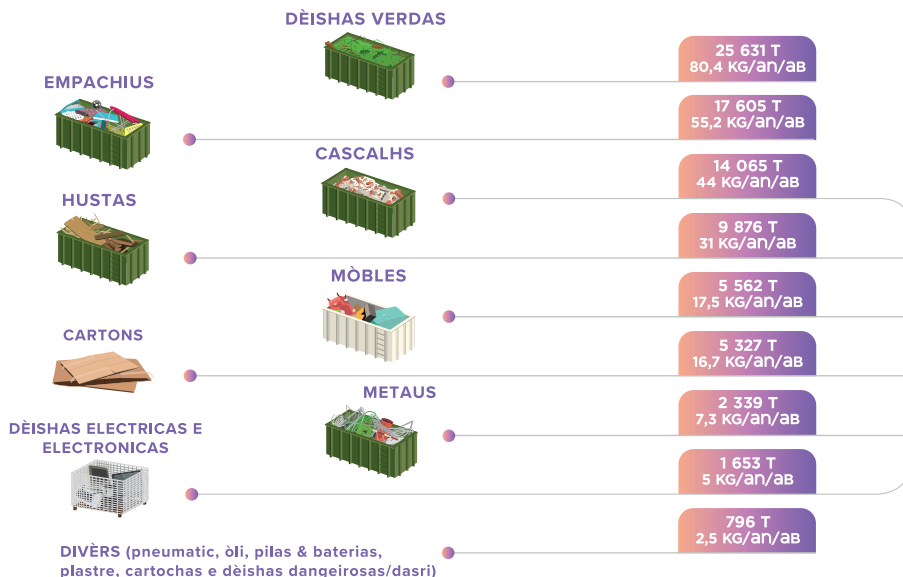 DÈISHAS VERDAS
25 631 T
80,4 KG/an/aB
EMPACHIUS
17 605 T
55,2 KG/an/aB
CASCALHS
14 065 T
44 KG/an/aB
HUSTAS
9 876 T
31 KG/an/aB
MÒBLES
5 562 T
17,5 KG/an/aB
CARTONS
5 327 T
16,7 KG/an/aB
METAUS
2 339 T
7,3 KG/an/aB
DÈISHAS ELECTRICAS E
ELECTRONICAS
1 653 T
5 KG/an/aB
DIVÈRS (pneumatic, òli, pilas & baterias,
plastre, cartochas e dèishas dangeirosas/dasri)
796 T
2,5 KG/an/aB